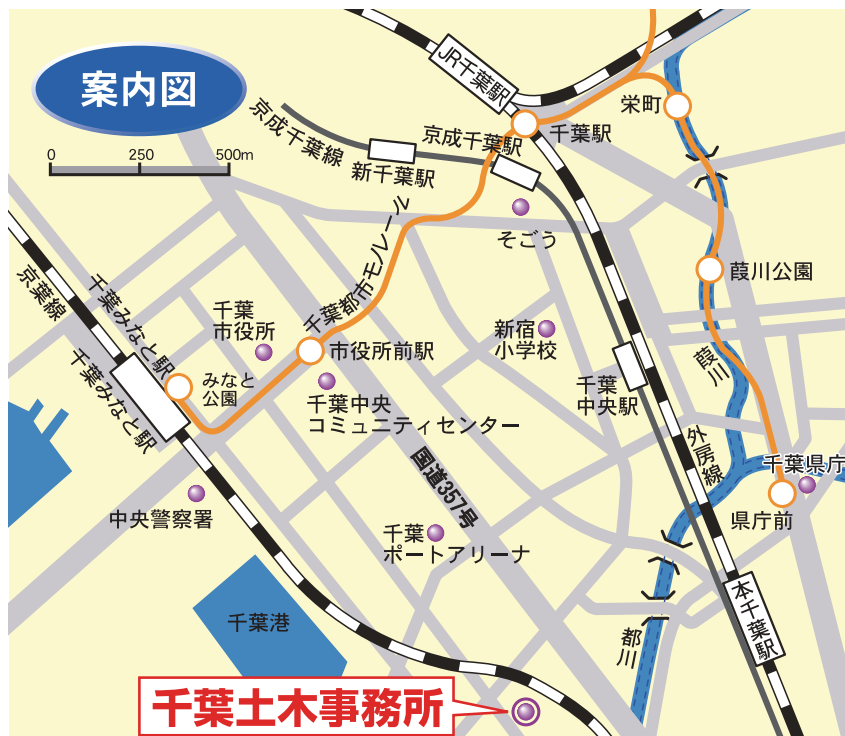 案内図
0 250 500m
JR千葉駅
栄町
千葉駅
京成千葉駅
京成千葉線
新千葉駅
そごう
千葉都市モノレール
葭川公園
京葉線
千葉みなと駅
千葉みなと駅
千葉
市役所
市役所前駅
みなと
公園
千葉中央
コミュニティセンター
新宿
小学校
千葉
中央駅
葭川
外房線
千葉県庁
県庁前
国道357号
中央警察署
千葉
ポートアリーナ
千葉港
都川
本千葉駅
千葉土木事務所